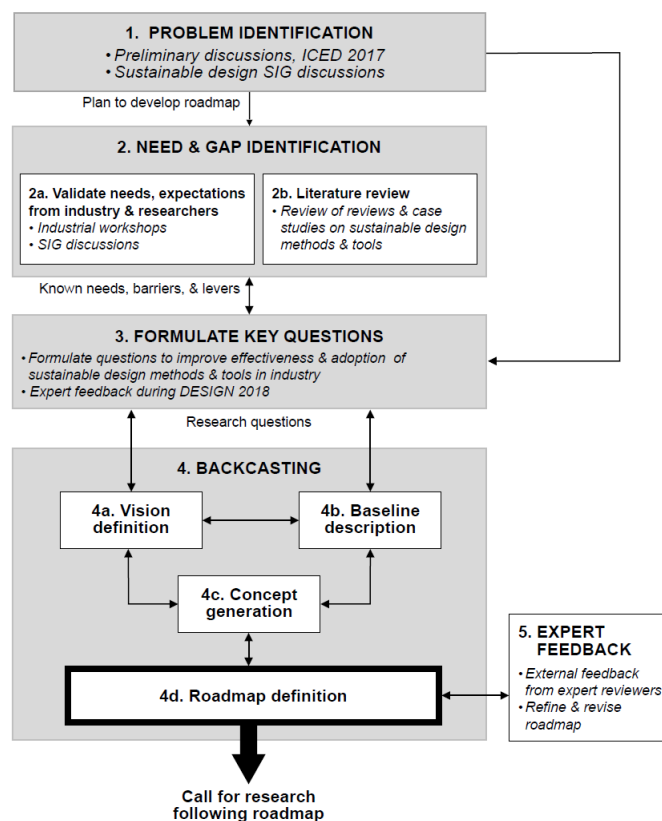 1. PROBLEM IDENTIFICATION
• Preliminary discussions, ICED 2017
• Sustainable design SIG discussions
Plan to develop roadmap
2. NEED & GAP IDENTIFICATION
2a. Validate needs, expectations
from industry & researchers
• Industrial workshops
• SIG discussions
2b. Literature review
• Review of reviews & case
studies on sustainable design
methods & tools
Known needs, barriers, & levers
3. FORMULATE KEY QUESTIONS
• Formulate questions to improve effectiveness & adoption of
sustainable design methods & tools in industry
• Expert feedback during DESIGN 2018
Research questions
4. BACKCASTING
4a. Vision
definition
4b. Baseline
description
4c. Concept
generation
4d. Roadmap definition
5. EXPERT
FEEDBACK
• External feedback
from expert reviewers
• Refine & revise
roadmap
Call for research
following roadmap